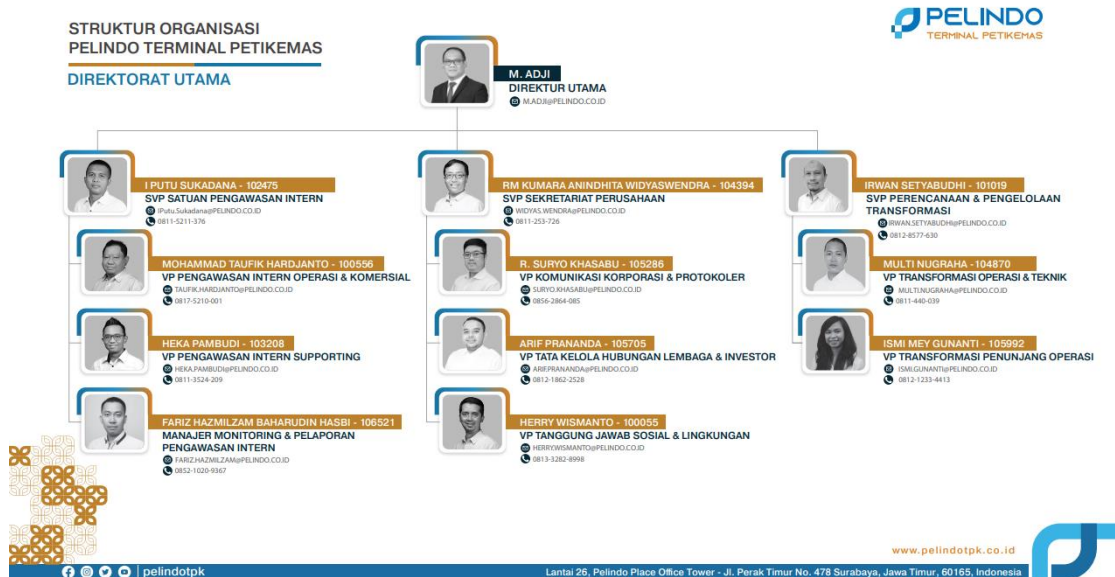 STRUKTUR ORGANISASI
PELINDO TERMINAL PETIKEMAS
DIREKTORAT UTAMA
PELINDO
TERMINAL PETIKEMAS
M. ADJI
DIREKTUR UTAMA
M.ADJI@PELINDO.CO.ID
I PUTU SUKADANA - 102475
SVP SATUAN PENGAWASAN INTERN
IPutu.Sukadana@PELINDO.CO.ID
0811-5211-376
MOHAMMAD TAUFIK HARDJANTO - 100556
VP PENGAWASAN INTERN OPERASI & KOMERSIAL
TAUFIK.HARDJANTO@PELINDO.CO.ID
0817-5210-001
HEKA PAMBUDI - 103208
VP PENGAWASAN INTERN SUPPORTING
HEKA.PAMBUDI@PELINDO.CO.ID
0811-3524-209
FARIZ HAZMILZAM BAHARUDIN HASBI - 106521
MANAJER MONITORING & PELAPORAN
PENGAWASAN INTERN
FARIZ.HAZMILZAM@PELINDO.CO.ID
0852-1020-9367
RM KUMARA ANINDHITA WIDYASWENDRA - 104394
SVP SEKRETARIAT PERUSAHAAN
WIDYAS.WENDRA@PELINDO.CO.ID
0811-253-726
R. SURYO KHASABU - 105286
VP KOMUNIKASI KORPORASI & PROTOKOLER
SURYO.KHASABU@PELINDO.CO.ID
0856-2864-085
ARIF PRANANDA - 105705
VP TATA KELOLA HUBUNGAN LEMBAGA & INVESTOR
ARIF.PRANANDA@PELINDO.CO.ID
0812-1862-2528
HERRY WISMANTO - 100055
VP TANGGUNG JAWAB SOSIAL & LINGKUNGAN
HERRY.WISMANTO@PELINDO.CO.ID
0813-3282-8998
IRWAN SETYABUDHI - 101019
SVP PERENCANAAN & PENGELOLAAN
TRANSFORMASI
IRWAN.SETYABUDHI@PELINDO.CO.ID
0812-8577-630
MULTI NUGRAHA - 104870
VP TRANSFORMASI OPERASI & TEKNIK
MULTI.NUGRAHA@PELINDO.CO.ID
0811-440-039
ISMI MEY GUNANTI - 105992
VP TRANSFORMASI PENUNJANG OPERASI
ISMI.GUNANTI@PELINDO.CO.ID
0812-1233-4413
www.pelindotpk.co.id
pelindotpk
Lantai 26, Pelindo Place Office Tower - Jl. Perak Timur No. 478 Surabaya, Jawa Timur, 60165, Indonesia